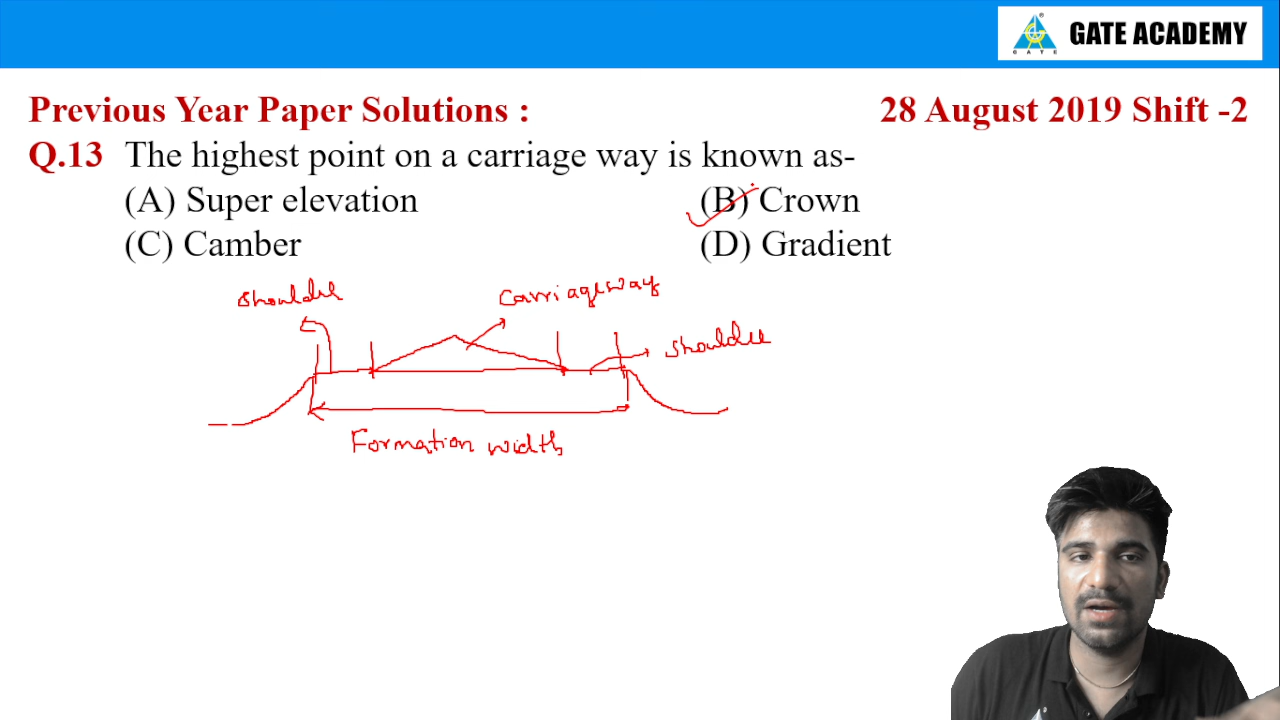 GATE ACADEMY
GATE
Previous Year Paper Solutions :
28 August 2019 Shift -2
Q.13 The highest point on a carriage way is known as-
(A) Super elevation
(B) Crown
(C) Camber
(D) Gradient
Shoulder
Carriageway
Shoulder
Formation width